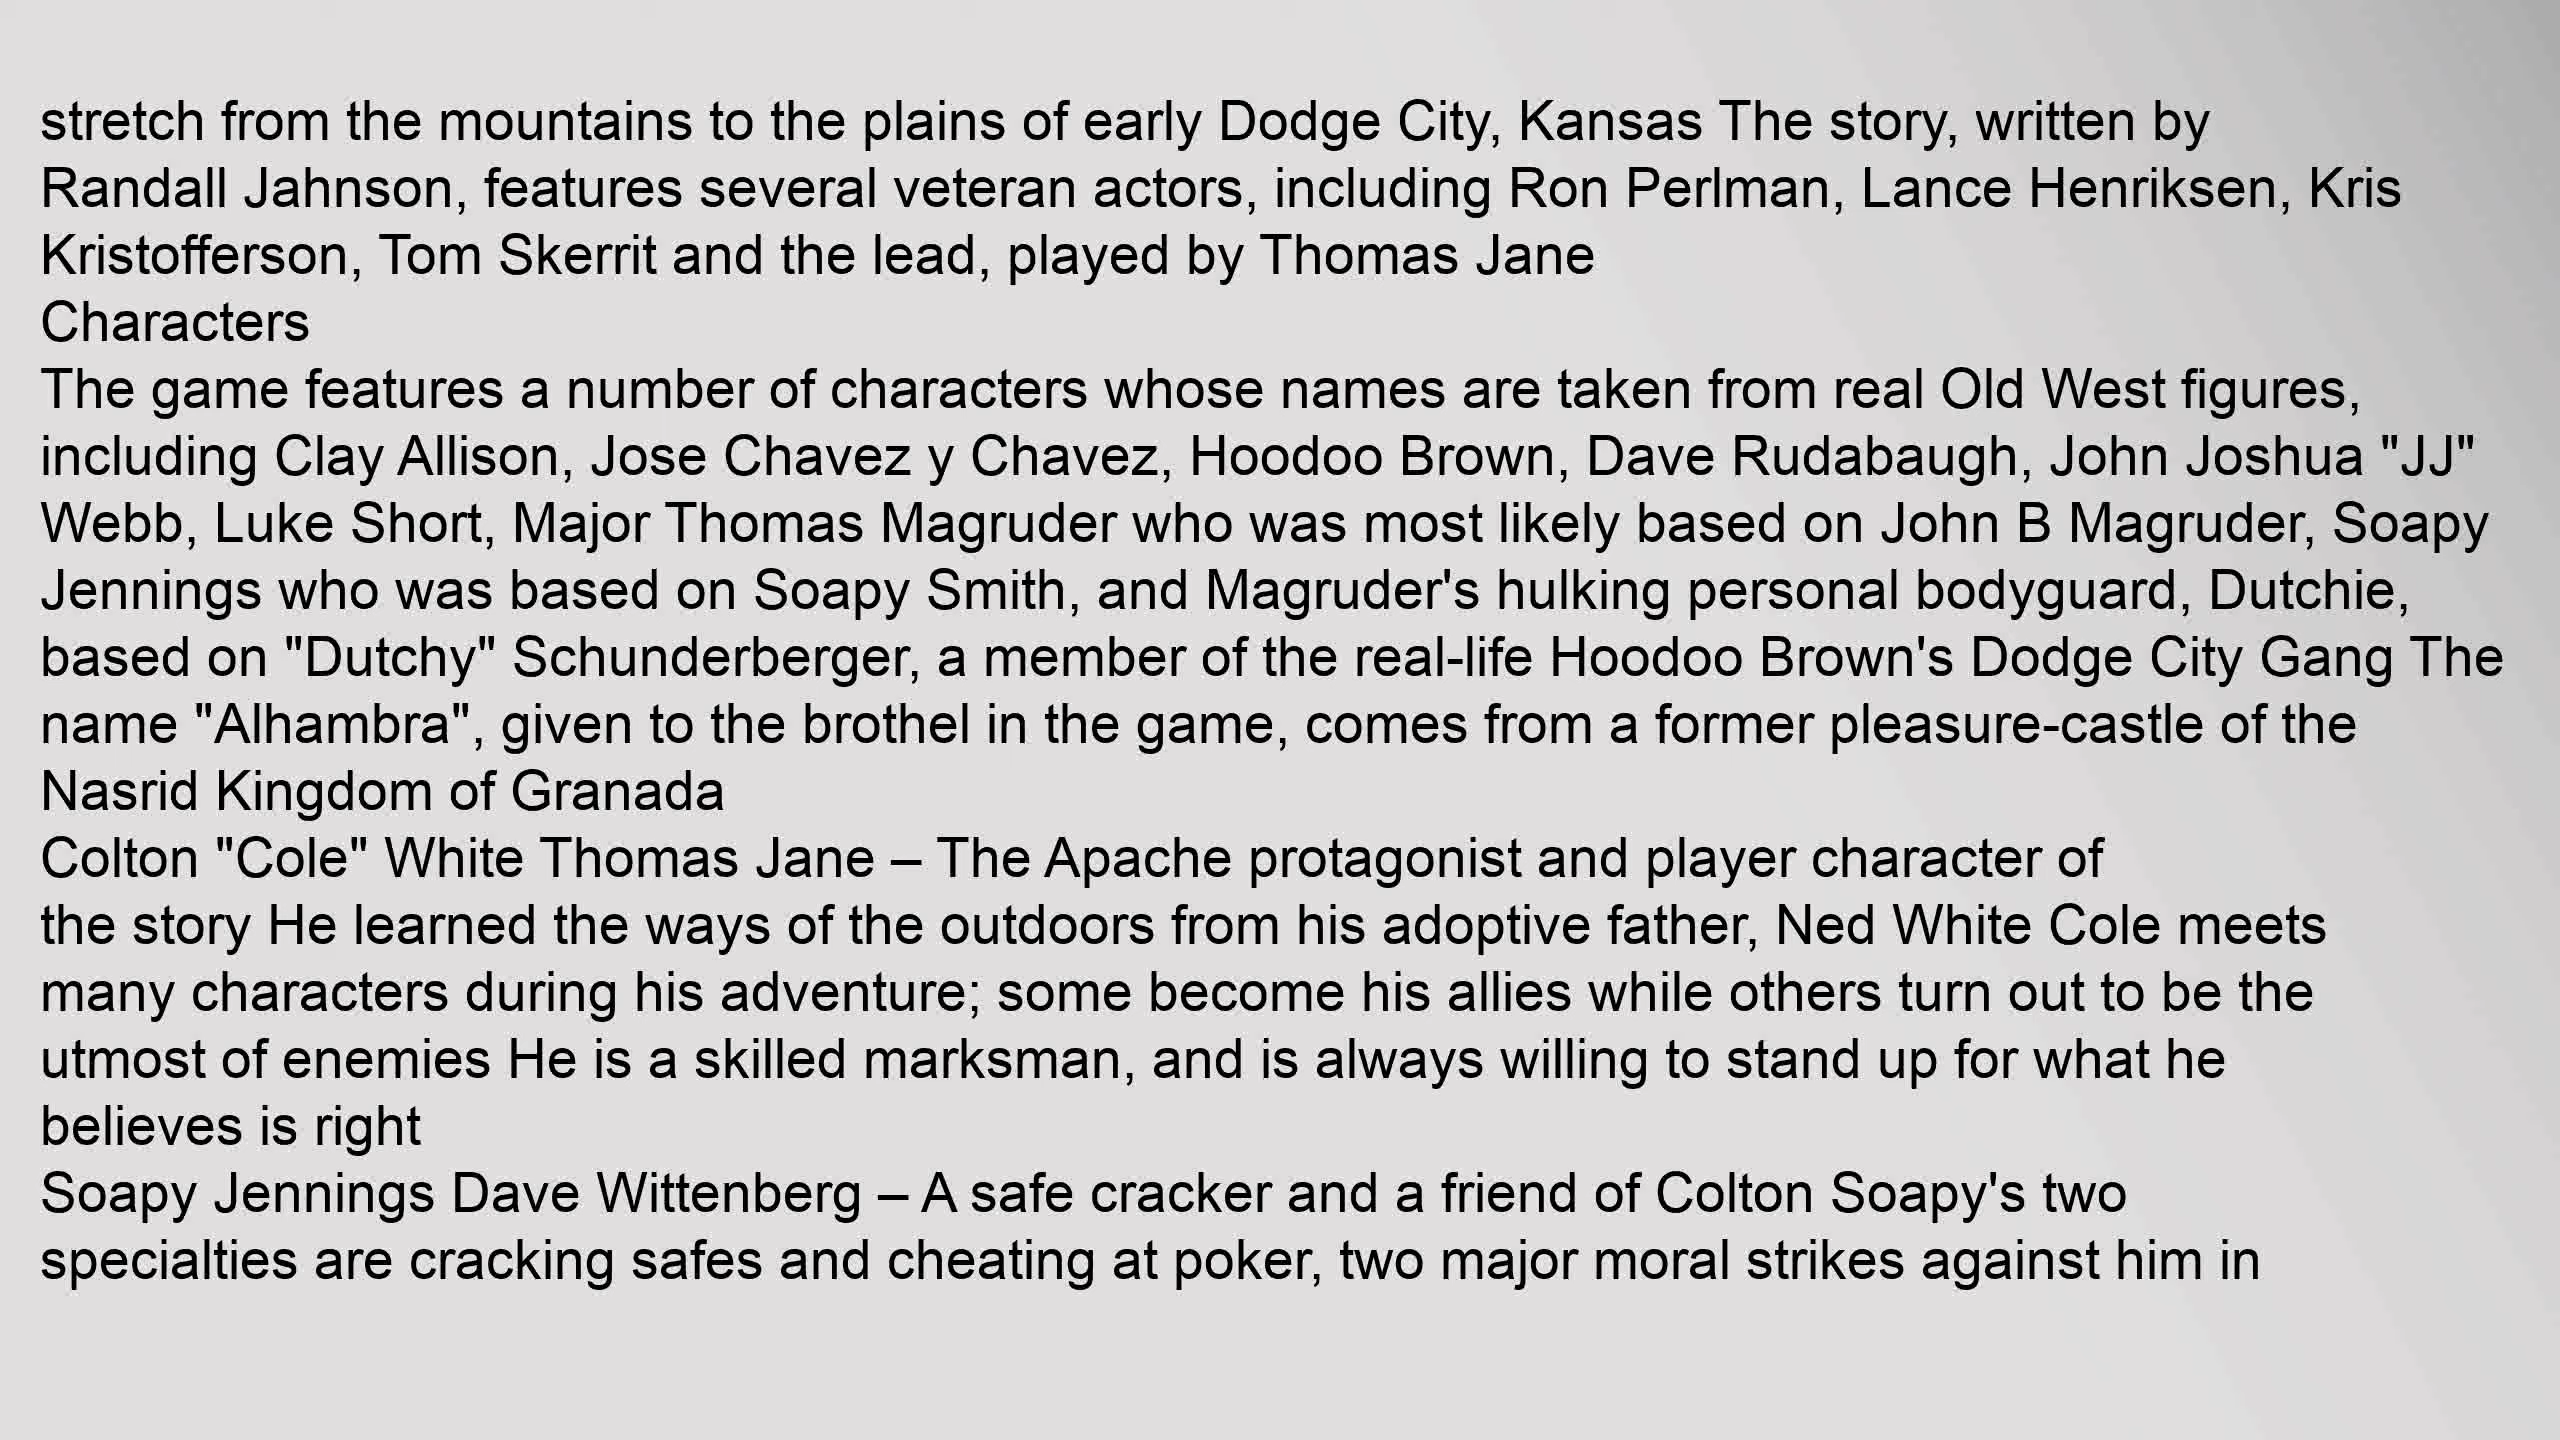 stretch from the mountains to the plains of early Dodge City, Kansas The story, written by
Randall Jahnson, features several veteran actors, including Ron Perlman, Lance Henriksen, Kris
Kristofferson, Tom Skerrit and the lead, played by Thomas Jane
Characters
The game features a number of characters whose names are taken from real Old West figures,
including Clay Allison, Jose Chavez y Chavez, Hoodoo Brown, Dave Rudabaugh, John Joshua "JJ"
Webb, Luke Short, Major Thomas Magruder who was most likely based on John B Magruder, Soapy
Jennings who was based on Soapy Smith, and Magruder's hulking personal bodyguard, Dutchie,
based on "Dutchy" Schunderberger, a member of the real-life Hoodoo Brown's Dodge City Gang The
name "Alhambra", given to the brothel in the game, comes from a former pleasure-castle of the
Nasrid Kingdom of Granada
Colton "Cole" White Thomas Jane – The Apache protagonist and player character of
the story He learned the ways of the outdoors from his adoptive father, Ned White Cole meets
many characters during his adventure; some become his allies while others turn out to be the
utmost of enemies He is a skilled marksman, and is always willing to stand up for what he
believes is right
Soapy Jennings Dave Wittenberg – A safe cracker and a friend of Colton Soapy's two
specialties are cracking safes and cheating at poker, two major moral strikes against him in